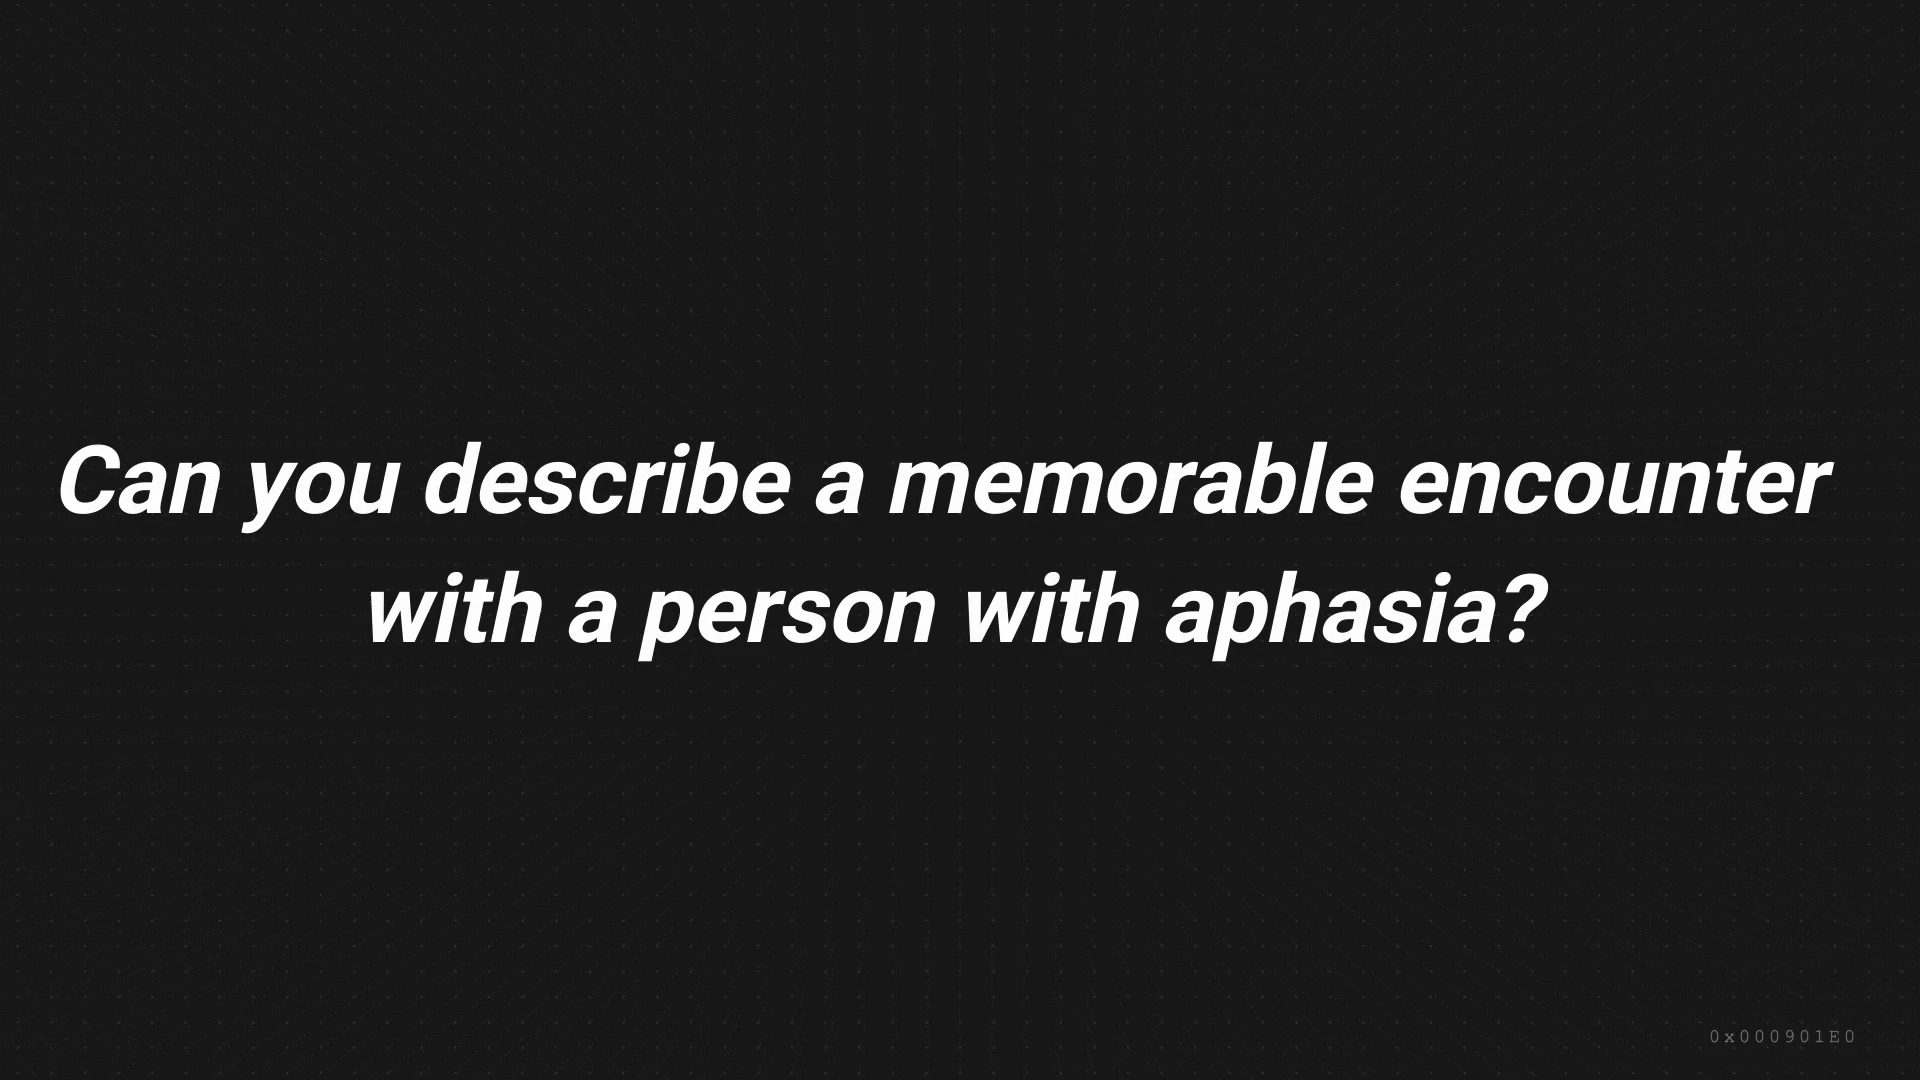 Can you describe a memorable encounter
with a person with aphasia?
0x000901E0